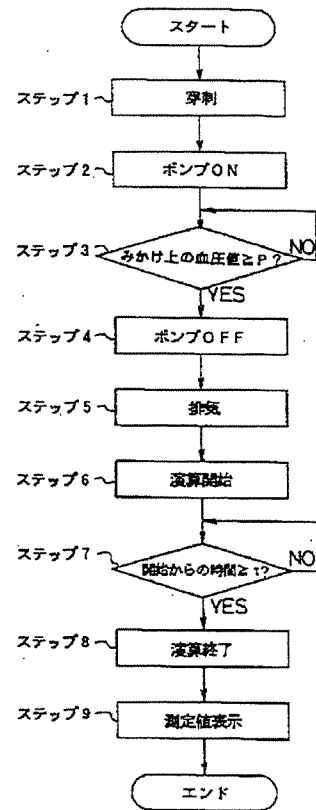 スタート
ステップ1
穿刺
ステップ2
ポンプON
ステップ3
みかけ上の血圧値≧P?
NO
YES
ステップ4
ポンプOFF
ステップ5
排気
ステップ6
演算開始
ステップ7
開始からの時間≧τ?
NO
YES
ステップ8
演算終了
ステップ9
測定値表示
エンド